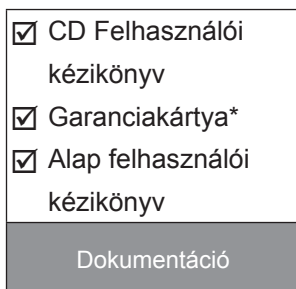 CD Felhasználói
kézikönyv
Garanciakártya*
Alap felhasználói
kézikönyv
Dokumentáció